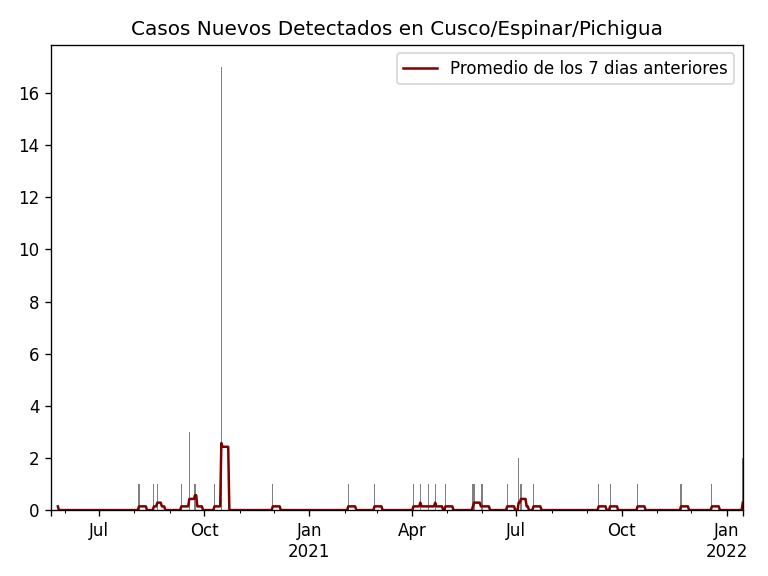 Casos Nuevos Detectados en Cusco/Espinar/Pichigua
Promedio de los 7 dias anteriores
16
14
12
10
8
6
4
2
0
Jul
Oct
Jan
2021
Apr
Jul
Oct
Jan
2022